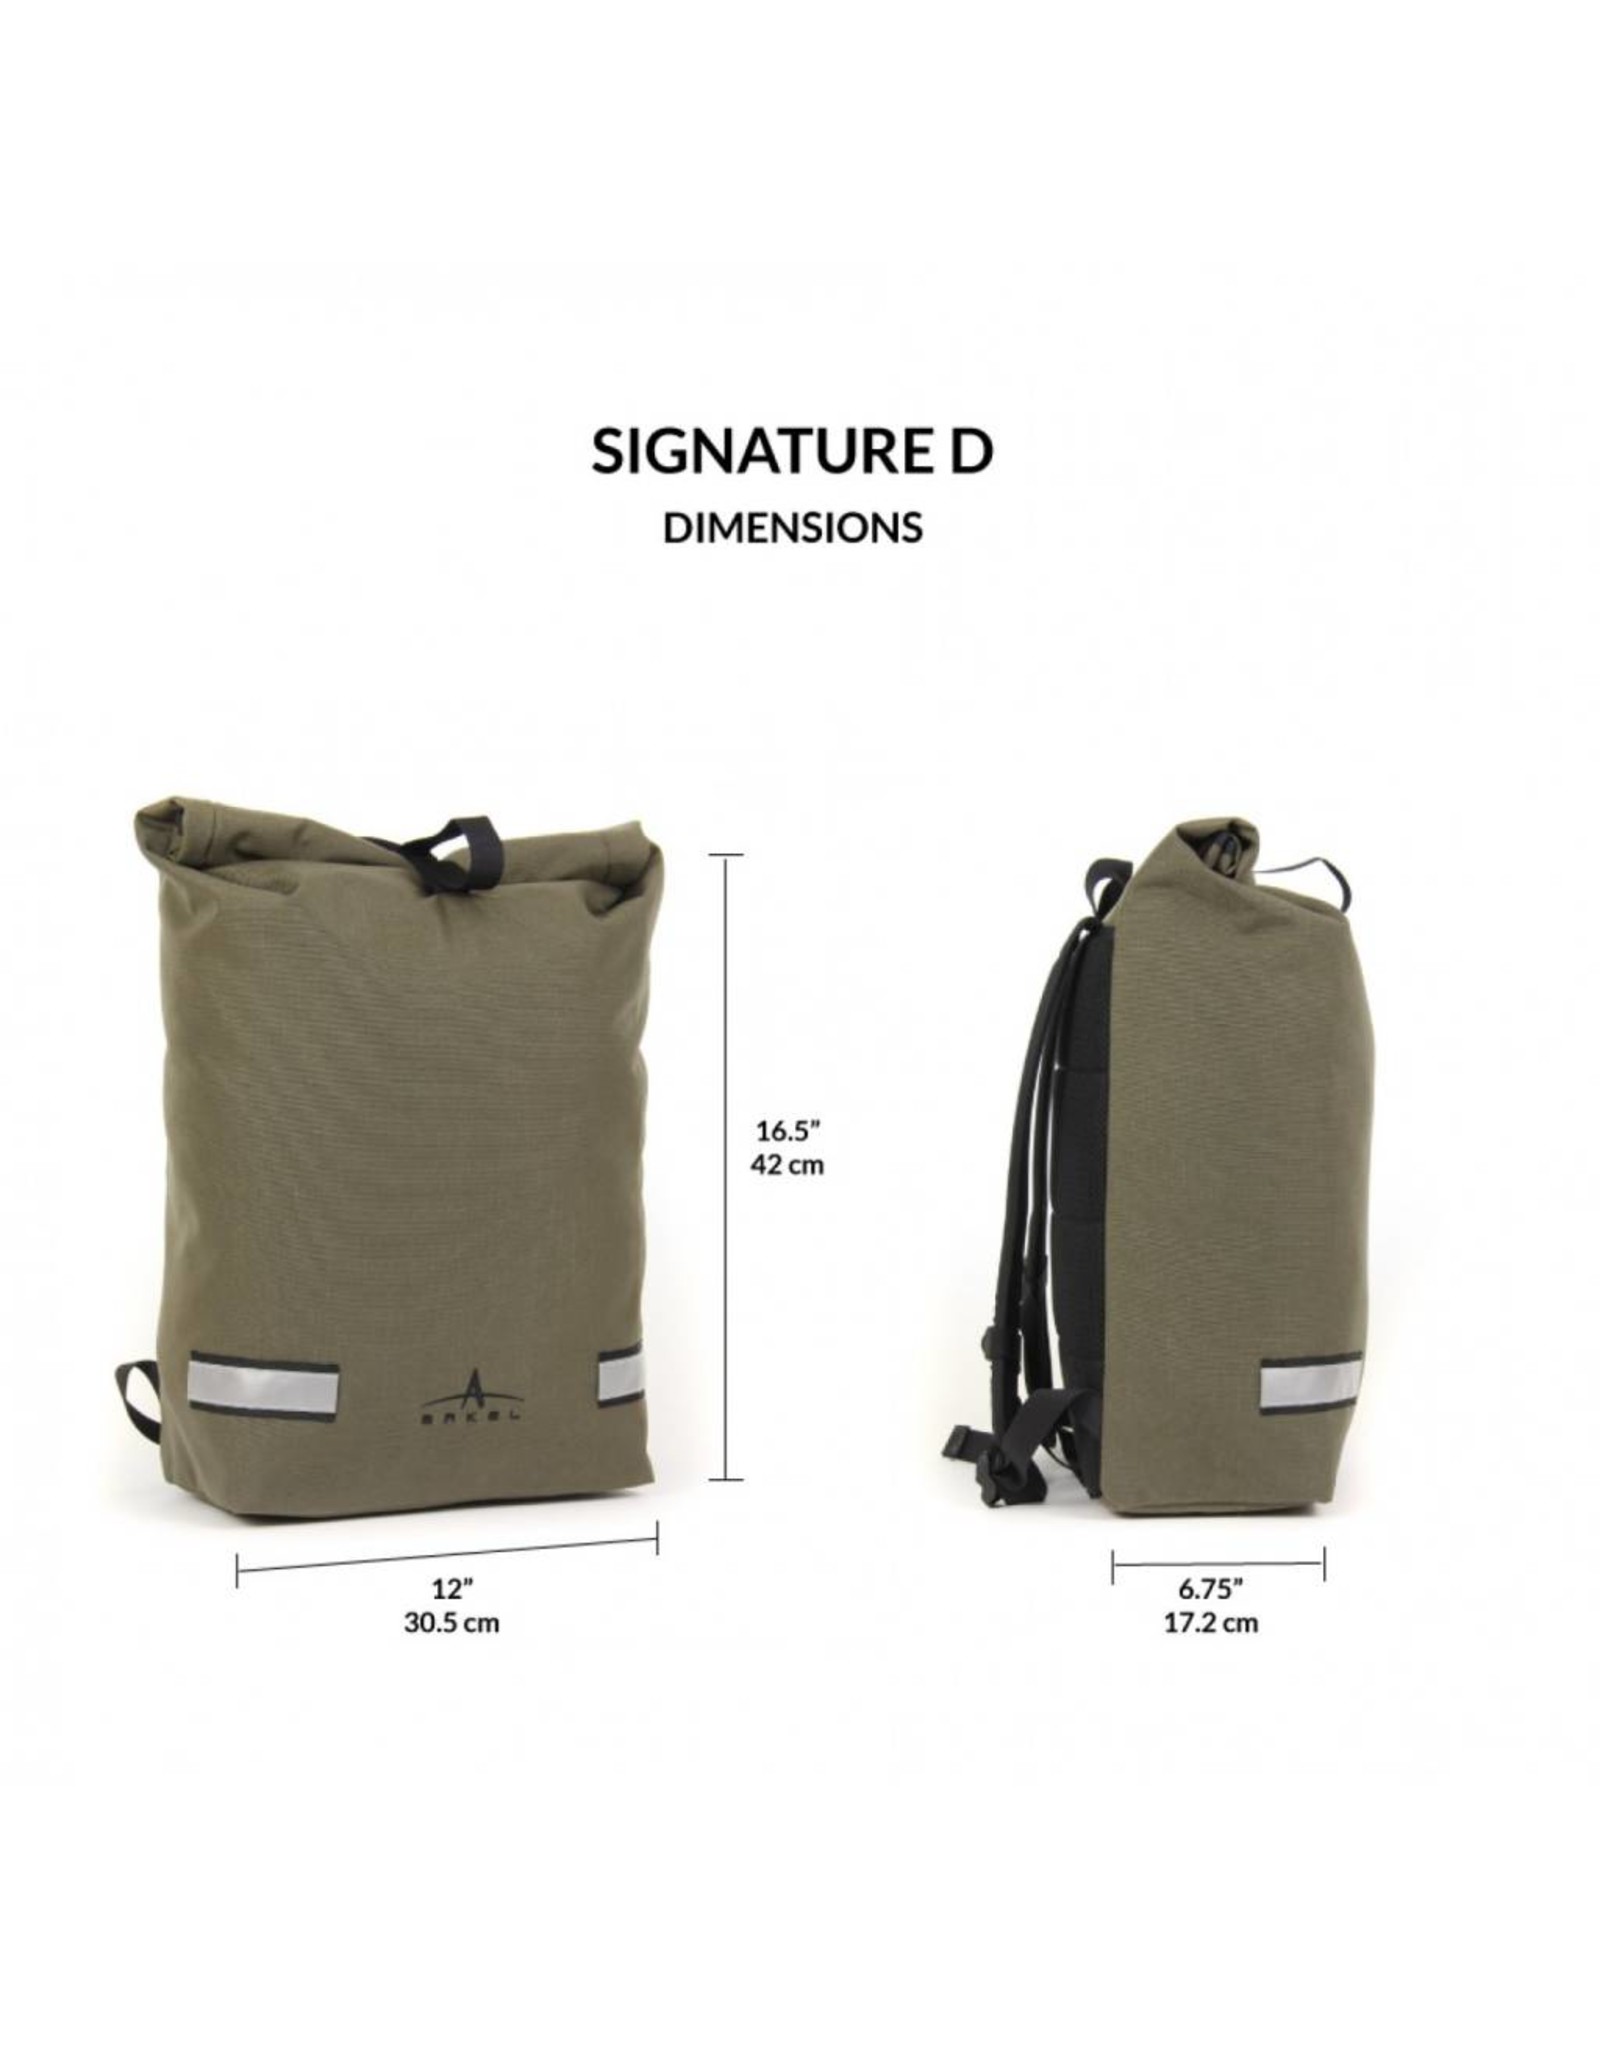 SIGNATURE D
DIMENSIONS
16.5”
42 cm
ARKEL
12”
30.5 cm
6.75”
17.2 cm